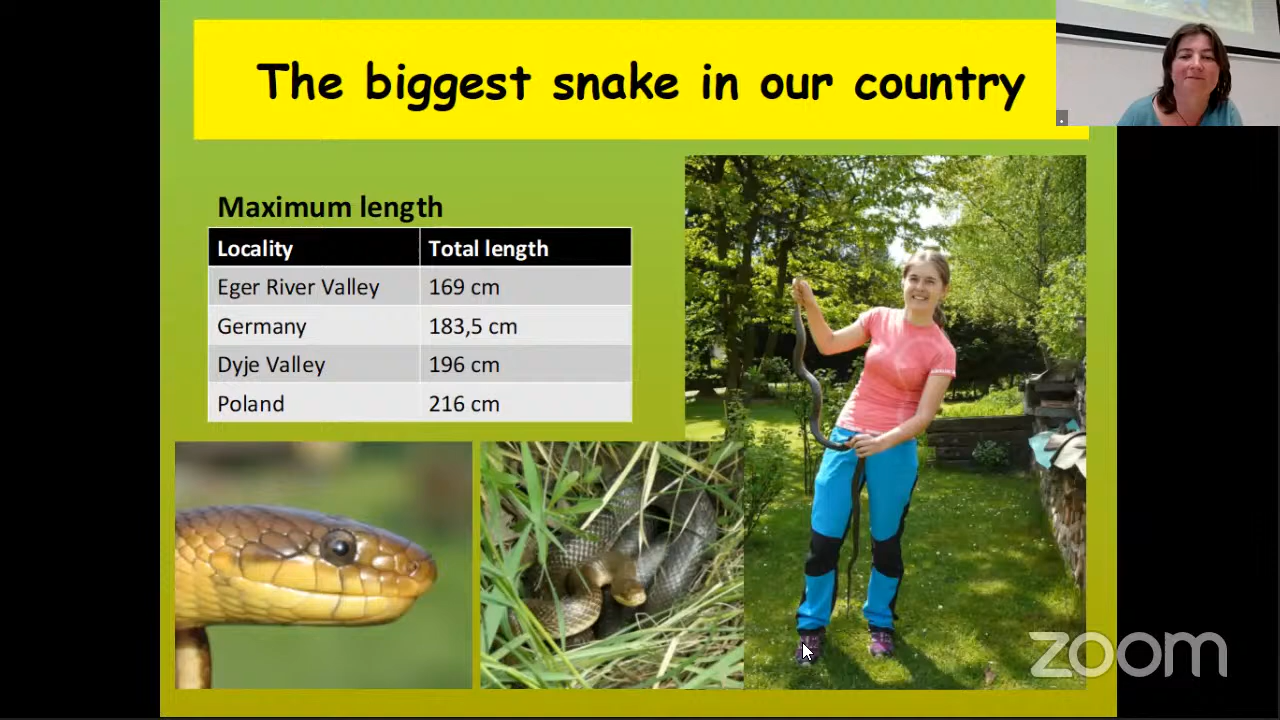 The biggest snake in our country
Maximum length
Locality Total length
Eger River Valley 169 cm
Germany 183,5 cm
Dyje Valley 196 cm
Poland 216 cm
zoom